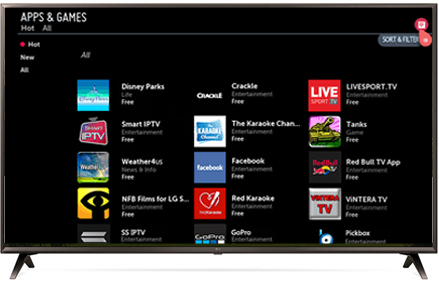 APPS & GAMES
Hot All
SORT & FILTER
Hot
New
All
All
Disney Parks
Life
Free
CRACKLE
Crackle
Entertainment
Free
LIVE
SPORT.TV
LIVESPORT.TV
Entertainment
Free
SMART
IPTV
Smart IPTV
Entertainment
Free
KARAOKE
Channel
The Karaoke Chan...
Entertainment
Free
Tanks
Game
Free
Weather4us
News & Info
Free
facebook
Facebook
Entertainment
Free
RedBull
TV
Red Bull TV App
Entertainment
Free
NFB Films for LG S...
Entertainment
Free
Red Karaoke
Entertainment
Free
VINTERA
TV
ViNTERA TV
Entertainment
Free
SS IPTV
Entertainment
GoPro
GoPro
Entertainment
Pickbox
Entertainment